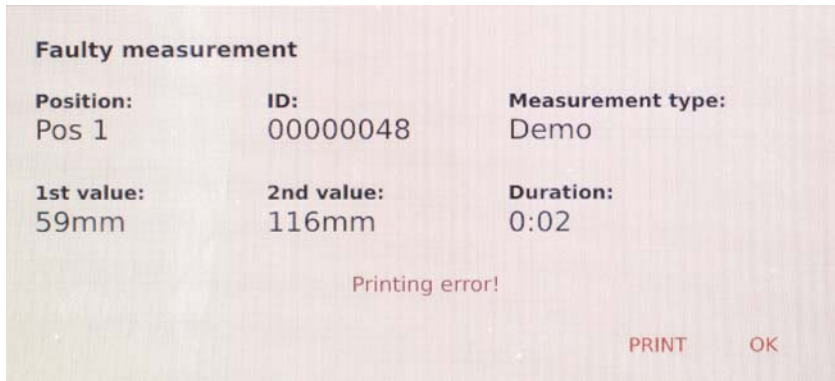 Faulty measurement
Position: ID: Measurement type:
Pos 1 00000048 Demo
1st value: 2nd value: Duration:
59mm 116mm 0:02
Printing error!
PRINT OK